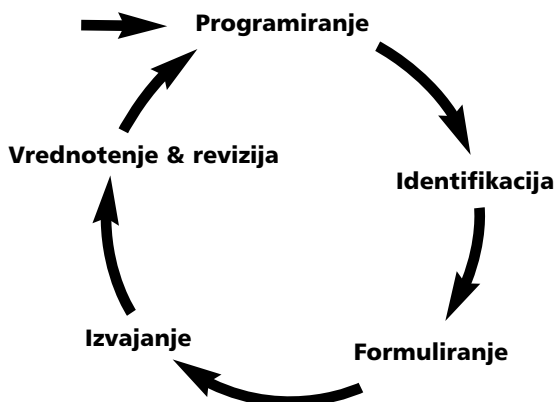 Programiranje
Identifikacija
Formuliranje
Izvajanje
Vrednotenje & revizija